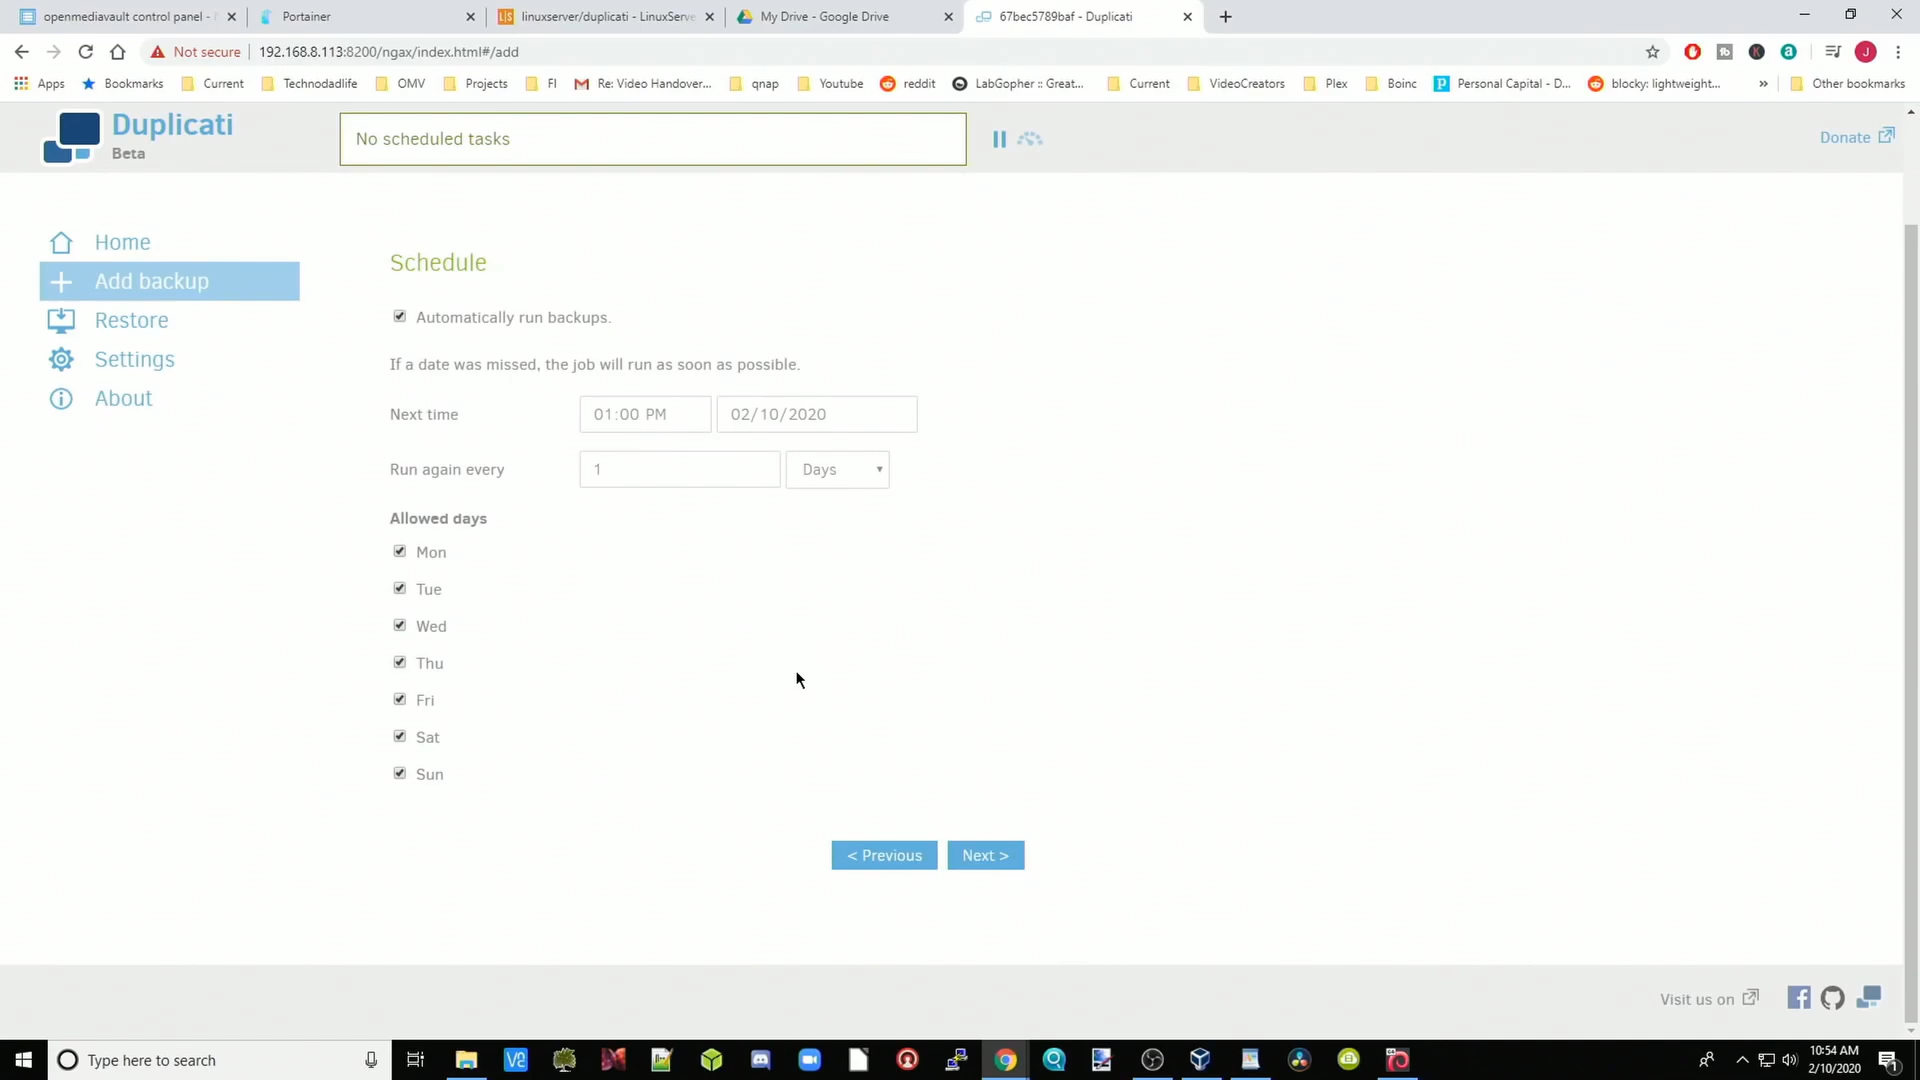 openmediavault control panel -
Portainer
linuxserver/duplicati - LinuxServe
My Drive - Google Drive
67bec5789baf - Duplicati
Not secure
192.168.8.113:8200/ngax/index.html#/add
Apps
Bookmarks
Current
Technodadlife
OMV
Projects
FI
Re: Video Handover...
qnap
Youtube
reddit
LabGopher :: Great...
Current
VideoCreators
Plex
Boinc
Personal Capital - D...
blocky: lightweight...
»
Other bookmarks
Duplicati
Beta
No scheduled tasks
Donate
Home
Add backup
Restore
Settings
About
Schedule
Automatically run backups.
If a date was missed, the job will run as soon as possible.
Next time
01:00 PM
02/10/2020
Run again every
1
Days
Allowed days
Mon
Tue
Wed
Thu
Fri
Sat
Sun
< Previous
Next >
Visit us on
Type here to search
10:54 AM
2/10/2020